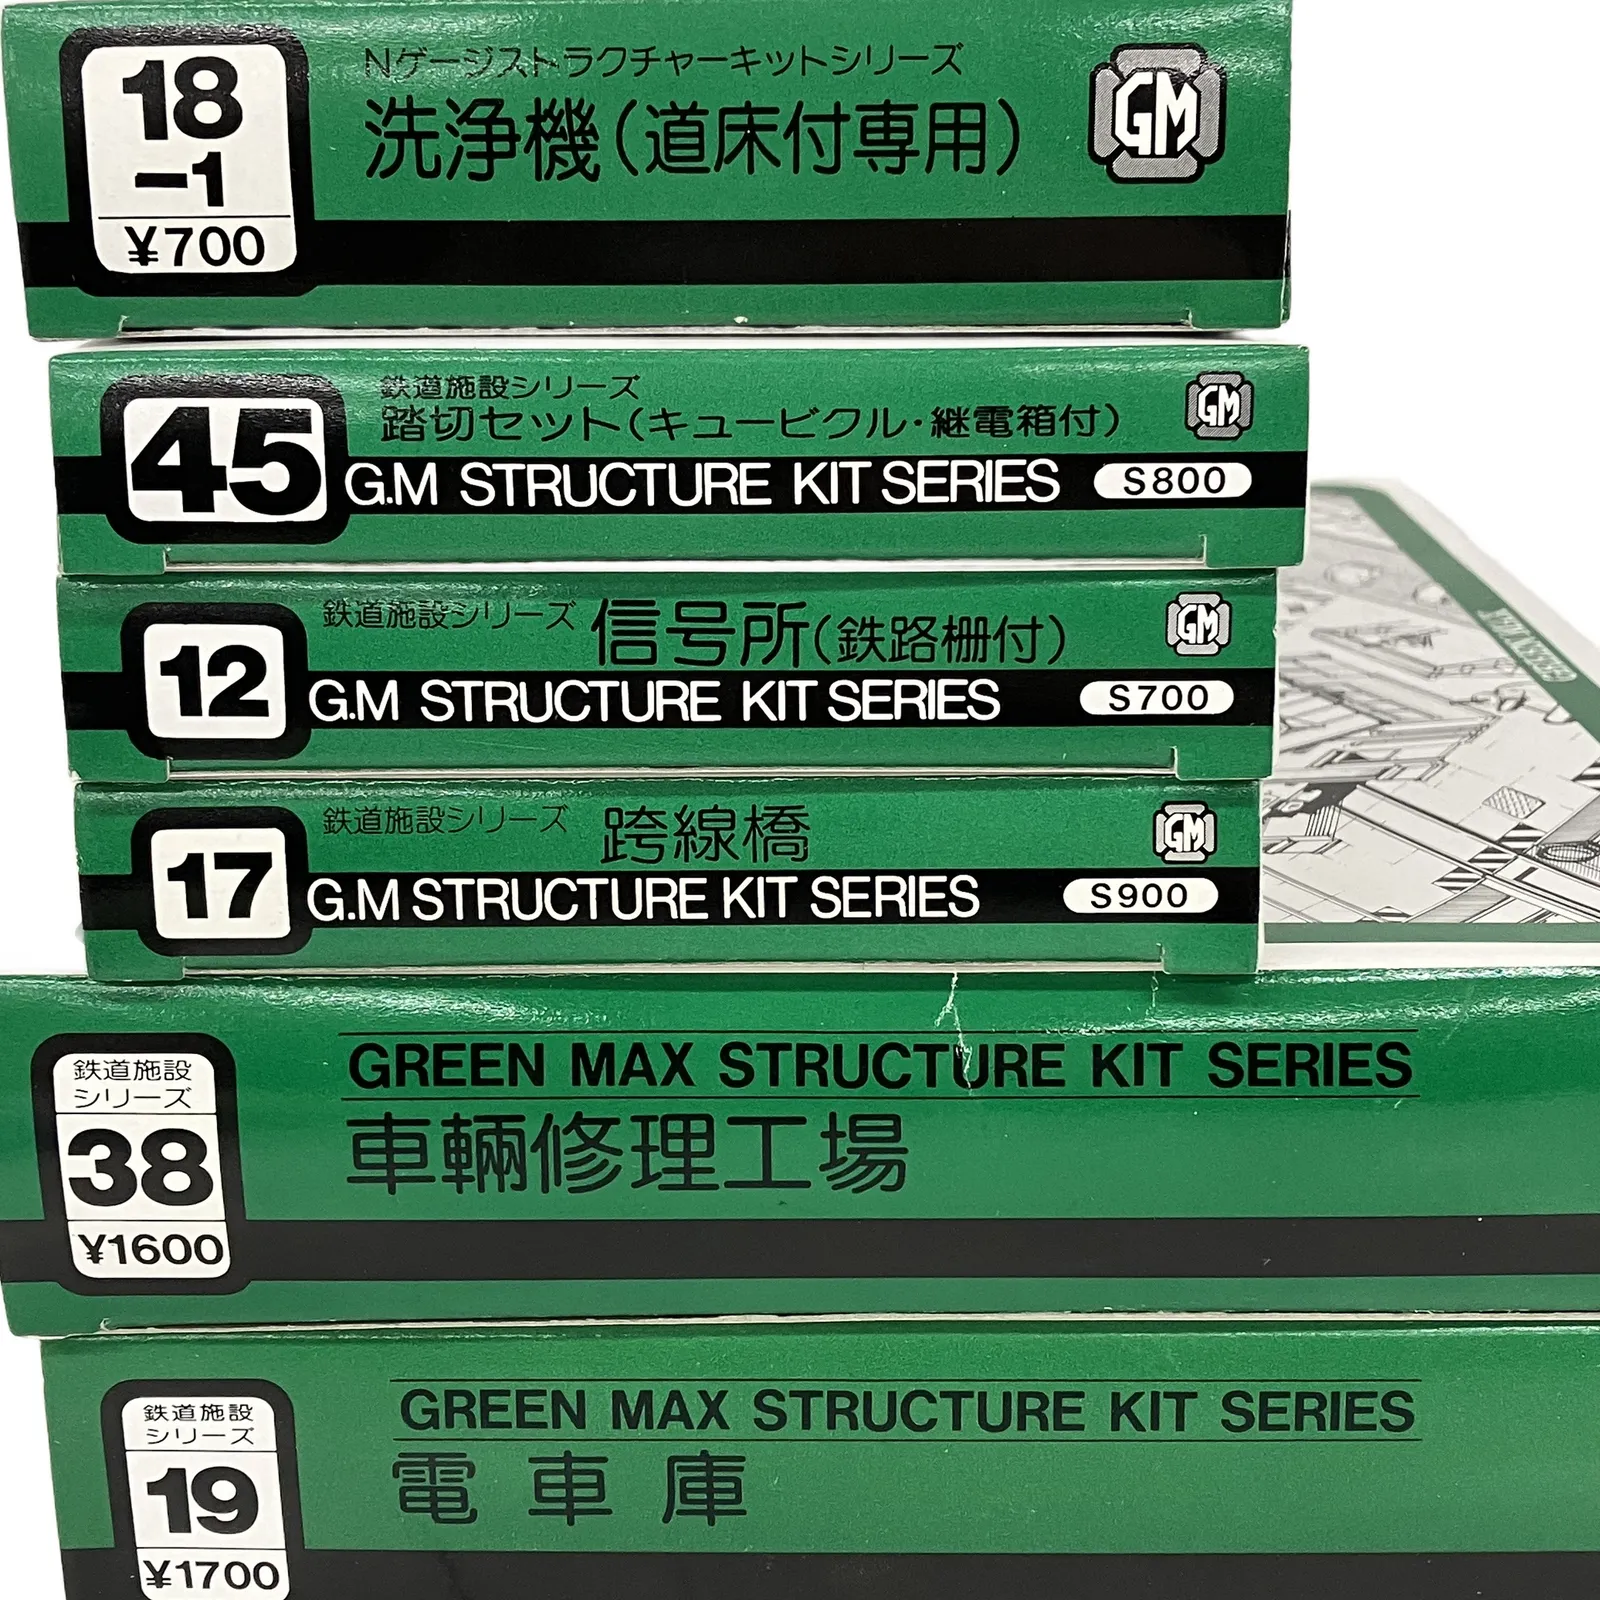 18
-1
¥700
Nゲージストラクチャーキットシリーズ
洗浄機(道床付専用)
GM
45
鉄道施設シリーズ
踏切セット(キュービクル・継電箱付)
GM
G.M STRUCTURE KIT SERIES
S800
12
鉄道施設シリーズ 信号所(鉄路柵付)
GM
G.M STRUCTURE KIT SERIES
S700
17
鉄道施設シリーズ 跨線橋
GM
G.M STRUCTURE KIT SERIES
S900
鉄道施設
シリーズ
38
¥1600
GREEN MAX STRUCTURE KIT SERIES
車輛修理工場
鉄道施設
シリーズ
19
¥1700
GREEN MAX STRUCTURE KIT SERIES
電車庫